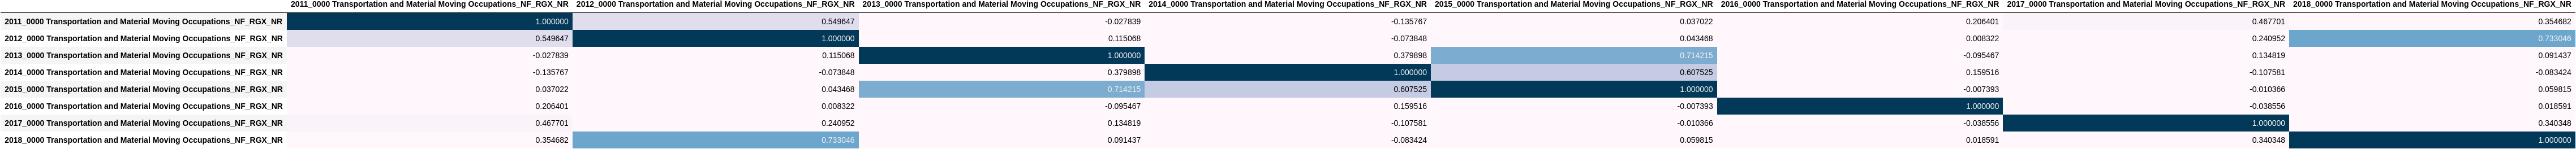 2011_0000 Transportation and Material Moving Occupations_NF_RGX_NR 2012_0000 Transportation and Material Moving Occupations_NF_RGX_NR 2013_0000 Transportation and Material Moving Occupations_NF_RGX_NR 2014_0000 Transportation and Material Moving Occupations_NF_RGX_NR 2015_0000 Transportation and Material Moving Occupations_NF_RGX_NR 2016_0000 Transportation and Material Moving Occupations_NF_RGX_NR 2017_0000 Transportation and Material Moving Occupations_NF_RGX_NR 2018_0000 Transportation and Material Moving Occupations_NF_RGX_NR
2011_0000 Transportation and Material Moving Occupations_NF_RGX_NR 1.000000 0.549647 -0.027839 -0.135767 0.037022 0.206401 0.467701 0.354682
2012_0000 Transportation and Material Moving Occupations_NF_RGX_NR 0.549647 1.000000 0.115068 -0.073848 0.043468 0.008322 0.240952 0.733046
2013_0000 Transportation and Material Moving Occupations_NF_RGX_NR -0.027839 0.115068 1.000000 0.379898 0.714215 -0.095467 0.134819 0.091437
2014_0000 Transportation and Material Moving Occupations_NF_RGX_NR -0.135767 -0.073848 0.379898 1.000000 0.607525 0.159516 -0.107581 -0.083424
2015_0000 Transportation and Material Moving Occupations_NF_RGX_NR 0.037022 0.043468 0.714215 0.607525 1.000000 -0.007393 -0.010366 0.059815
2016_0000 Transportation and Material Moving Occupations_NF_RGX_NR 0.206401 0.008322 -0.095467 0.159516 -0.007393 1.000000 -0.038556 0.018591
2017_0000 Transportation and Material Moving Occupations_NF_RGX_NR 0.467701 0.240952 0.134819 -0.107581 -0.010366 -0.038556 1.000000 0.340348
2018_0000 Transportation and Material Moving Occupations_NF_RGX_NR 0.354682 0.733046 0.091437 -0.083424 0.059815 0.018591 0.340348 1.000000